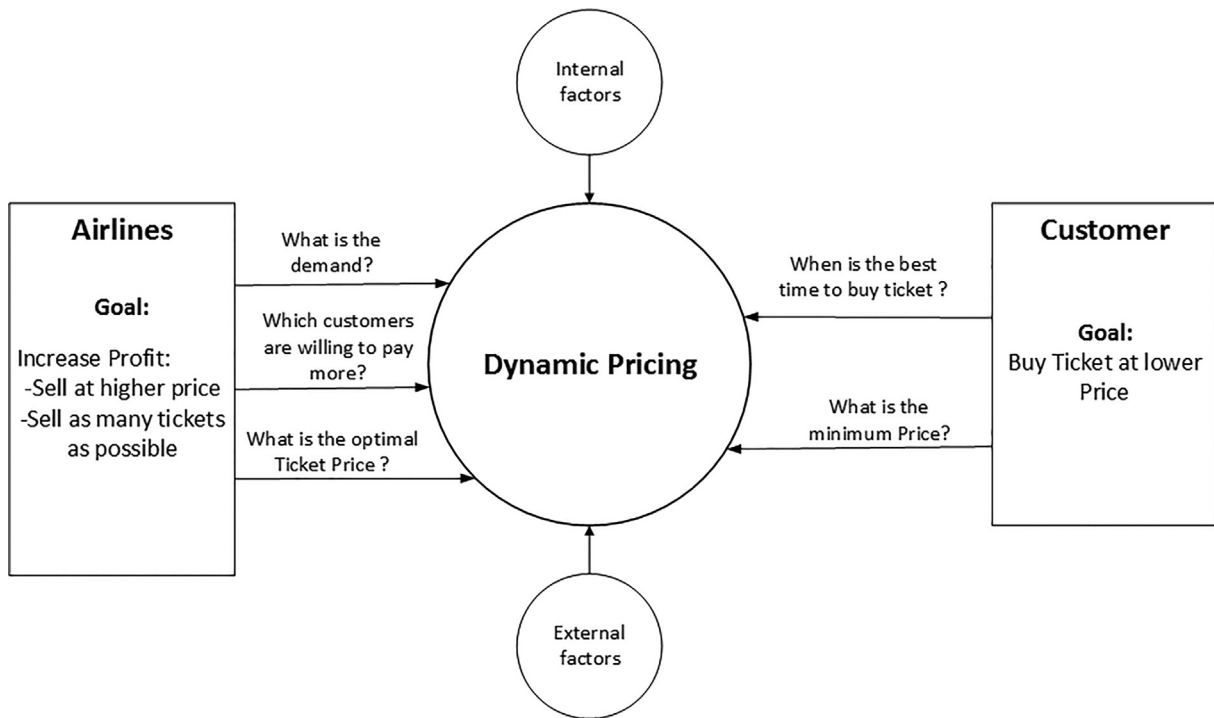 Internal
factors
Airlines
Goal:
Increase Profit:
-Sell at higher price
-Sell as many tickets
as possible
What is the
demand?
Which customers
are willing to pay
more?
What is the optimal
Ticket Price ?
Dynamic Pricing
When is the best
time to buy ticket ?
What is the
minimum Price?
Customer
Goal:
Buy Ticket at lower
Price
External
factors